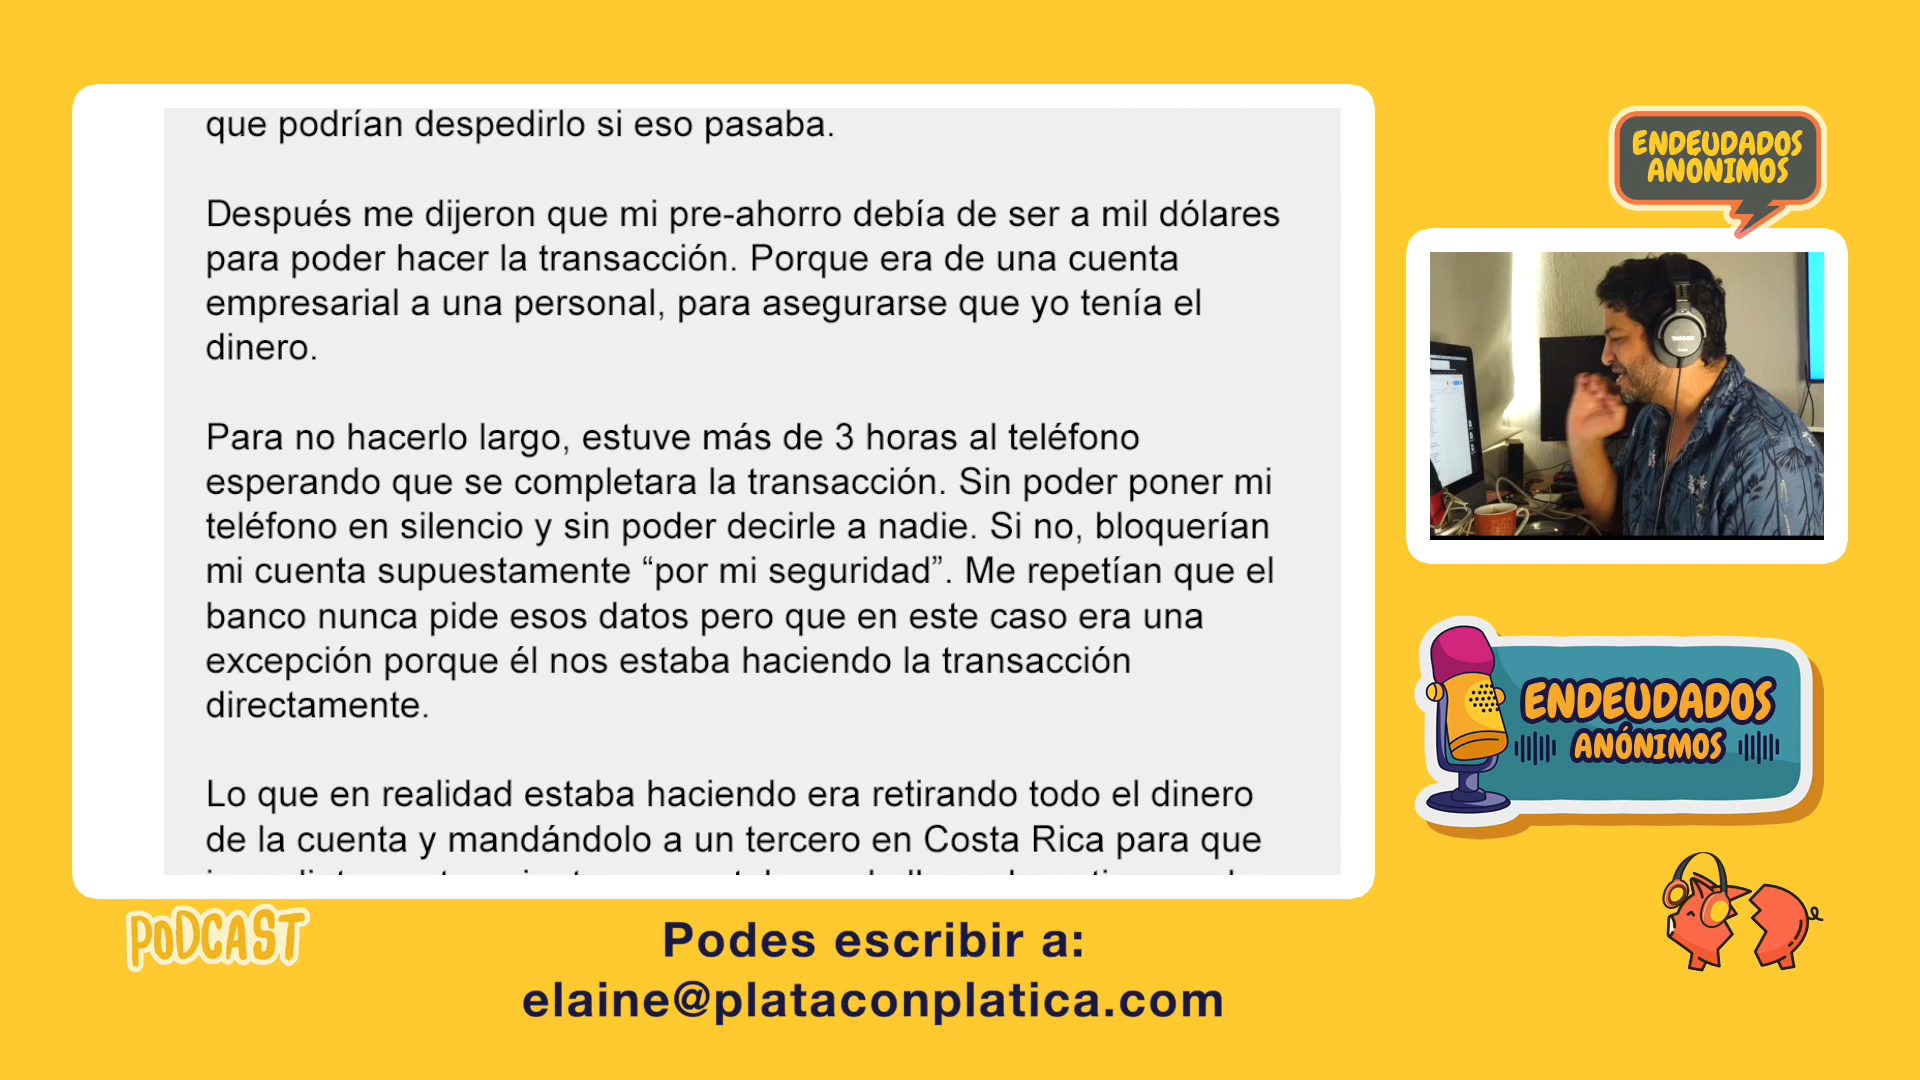 que podrían despedirlo si eso pasaba.
Después me dijeron que mi pre-ahorro debía de ser a mil dólares
para poder hacer la transacción. Porque era de una cuenta
empresarial a una personal, para asegurarse que yo tenía el
dinero.
Para no hacerlo largo, estuve más de 3 horas al teléfono
esperando que se completara la transacción. Sin poder poner mi
teléfono en silencio y sin poder decirle a nadie. Si no, bloquerían
mi cuenta supuestamente “por mi seguridad”. Me repetían que el
banco nunca pide esos datos pero que en este caso era una
excepción porque él nos estaba haciendo la transacción
directamente.
Lo que en realidad estaba haciendo era retirando todo el dinero
de la cuenta y mandándolo a un tercero en Costa Rica para que
ENDEUDADOS
ANÓNIMOS
TASCAM
ENDEUDADOS
ANÓNIMOS
PODCAST
Podes escribir a:
elaine@plataconplatica.com